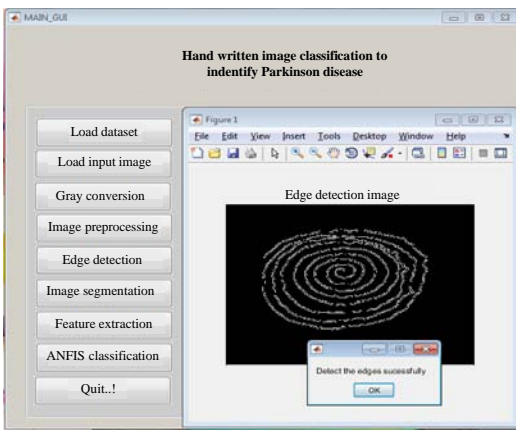 MAIN_GUI
Hand written image classification to
indentify Parkinson disease
Load dataset
Load input image
Gray conversion
Image preprocessing
Edge detection
Image segmentation
Feature extraction
ANFIS classification
Quit..!
Figure 1
File Edit View Insert Tools Desktop Window Help
Edge detection image
Detect the edges sucessfully
OK